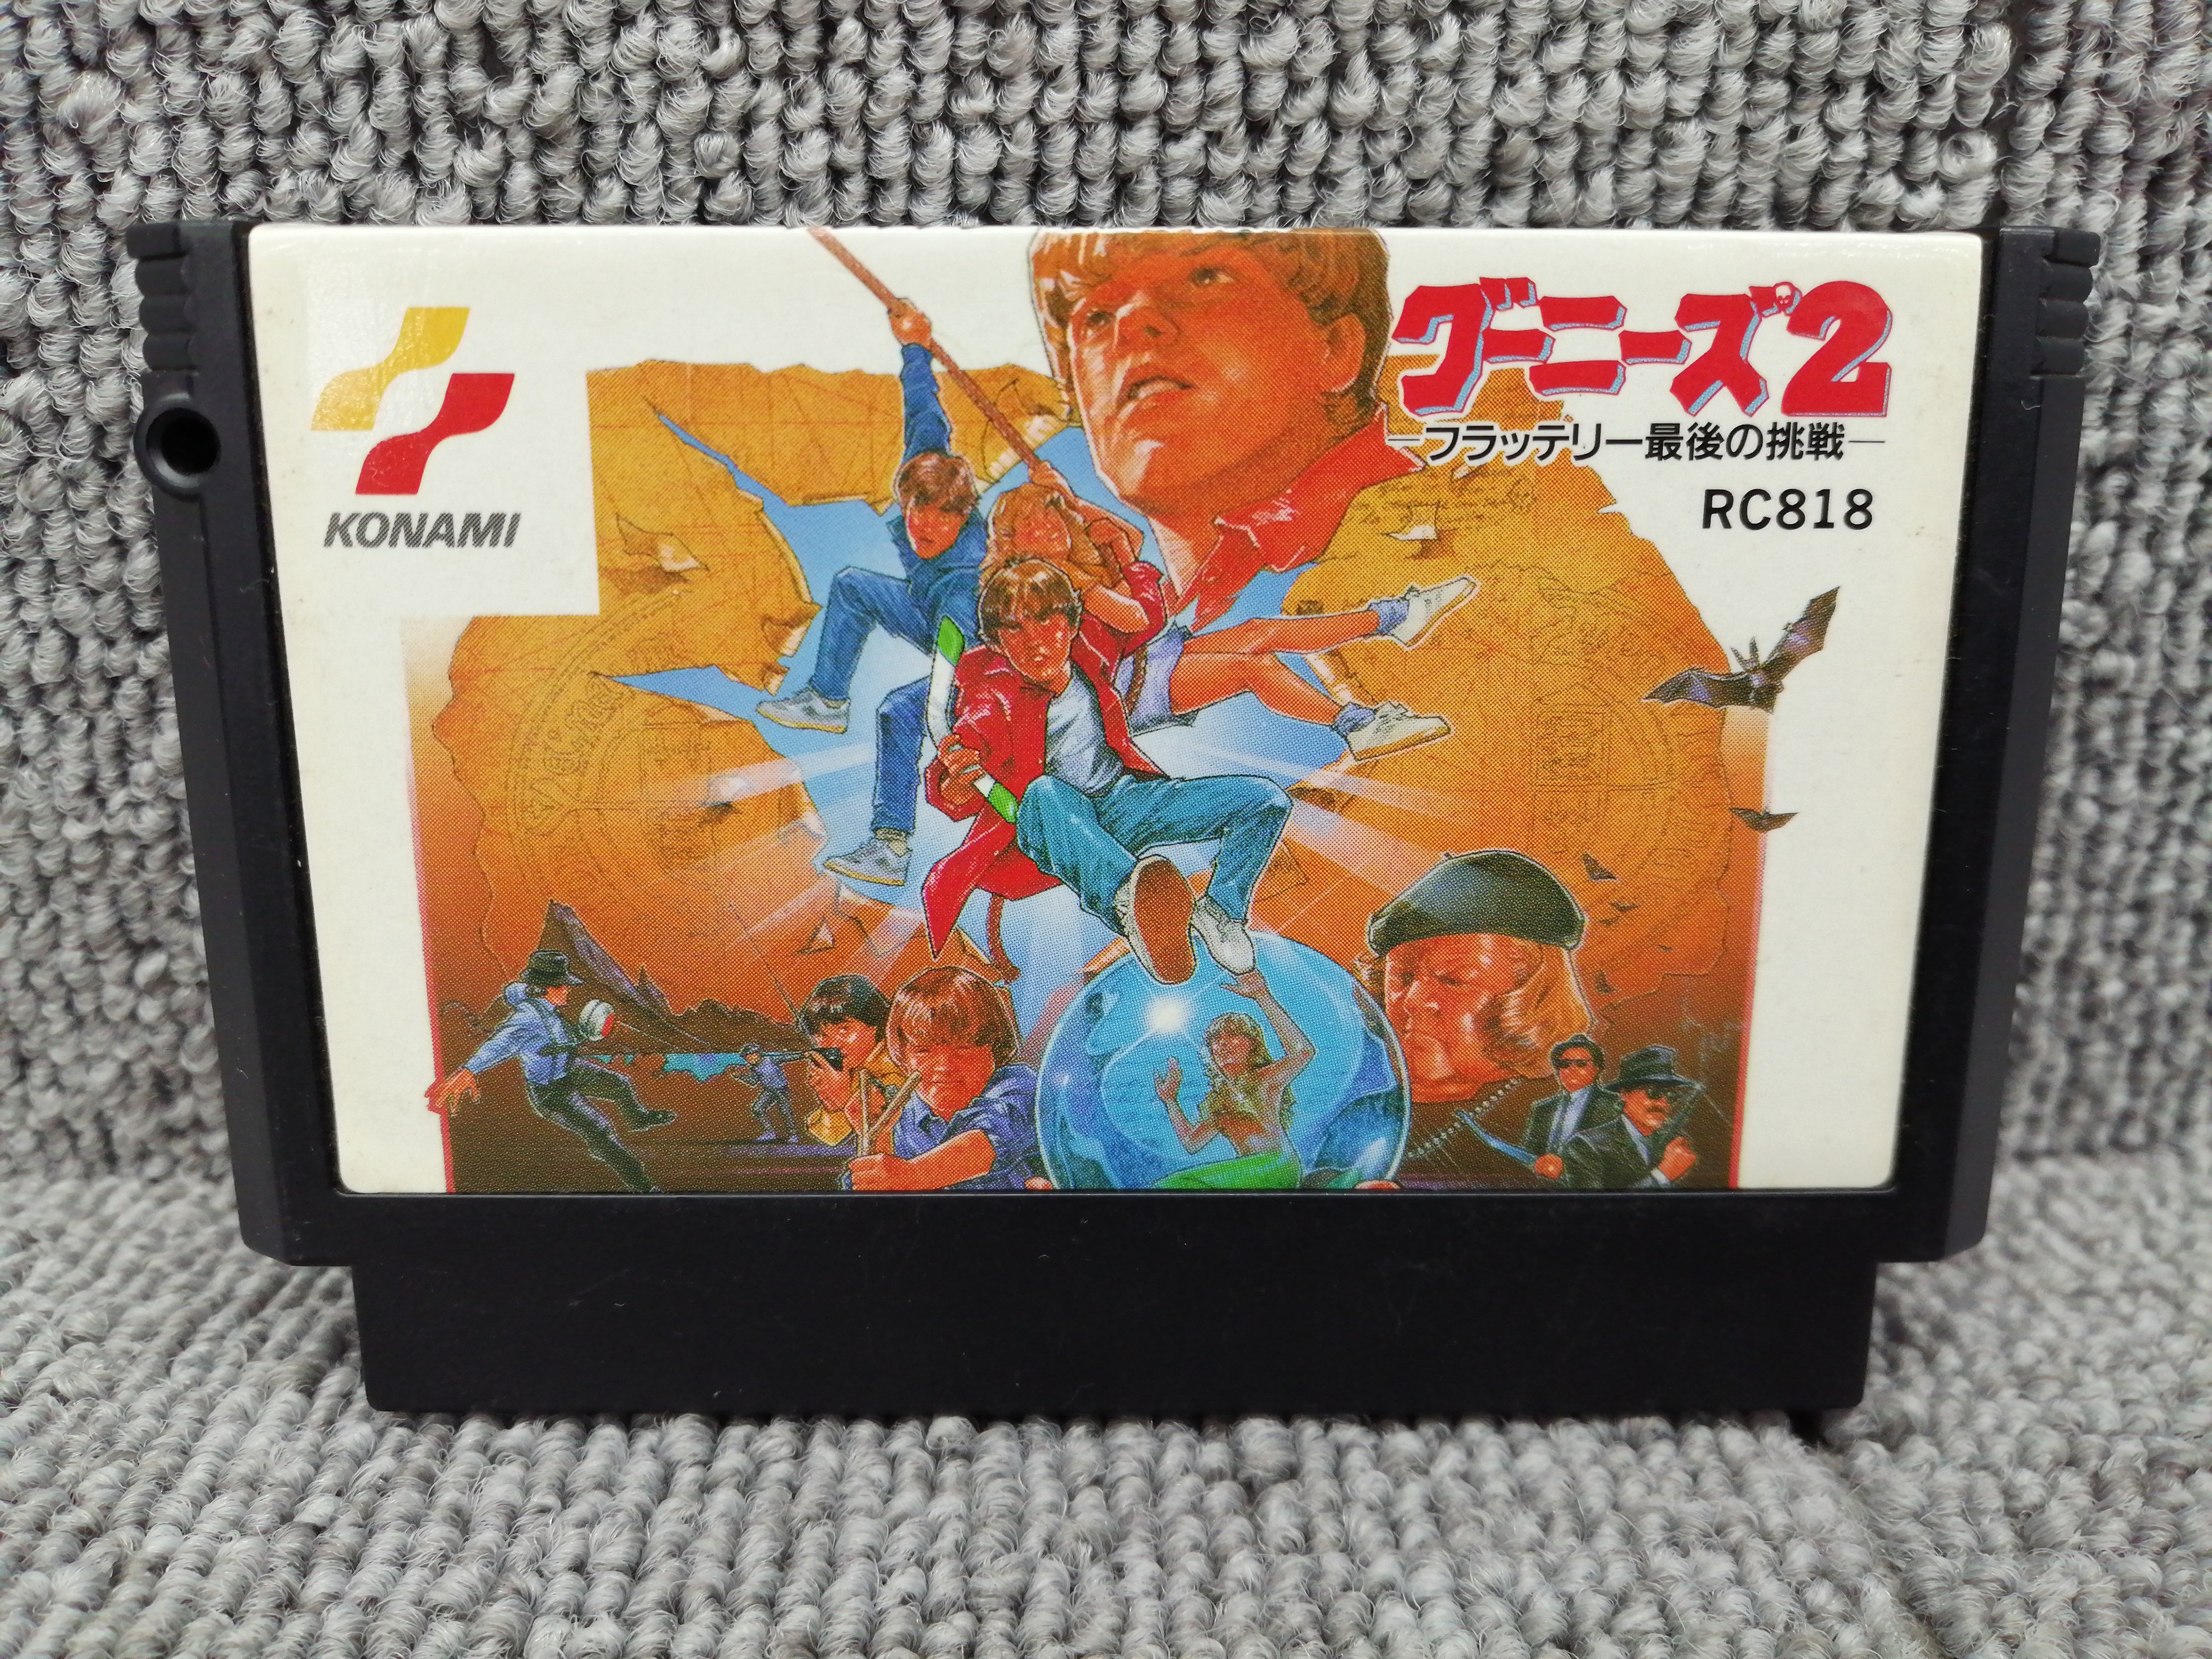 KONAMI
グーニーズ2
―フラッテリー最後の挑戦―
RC818